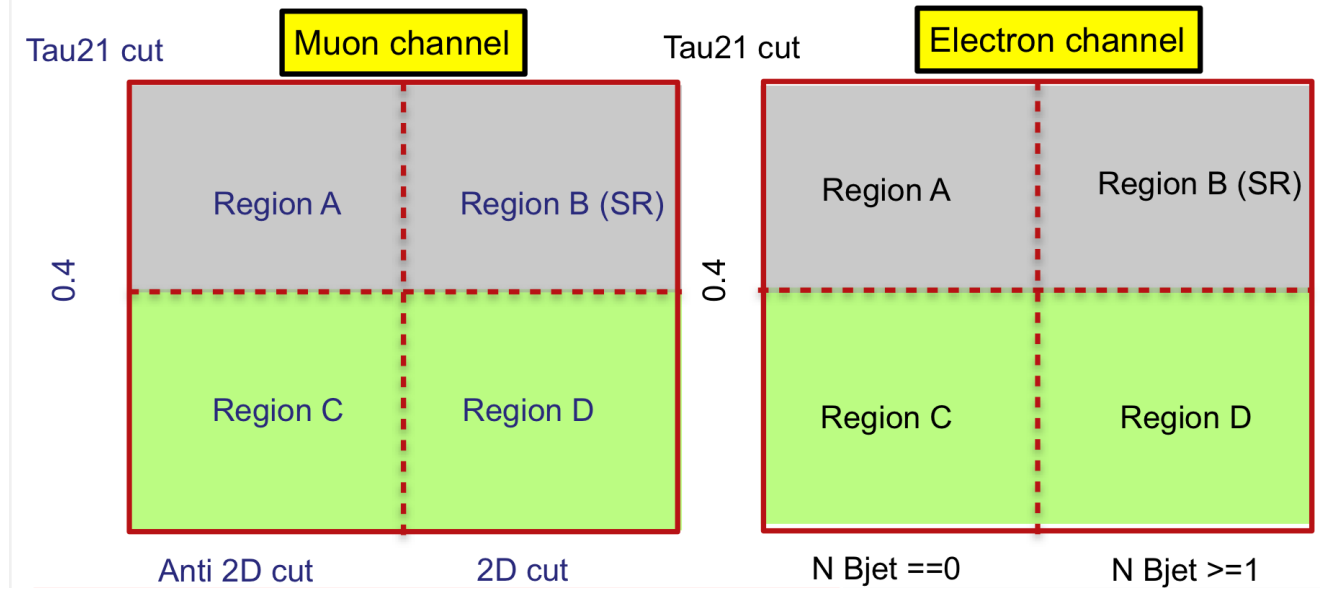 Muon channel
Tau21 cut
Region A
Region B (SR)
0.4
Region C
Region D
Anti 2D cut
2D cut
Electron channel
Tau21 cut
Region A
Region B (SR)
0.4
Region C
Region D
N Bjet ==0
N Bjet >=1